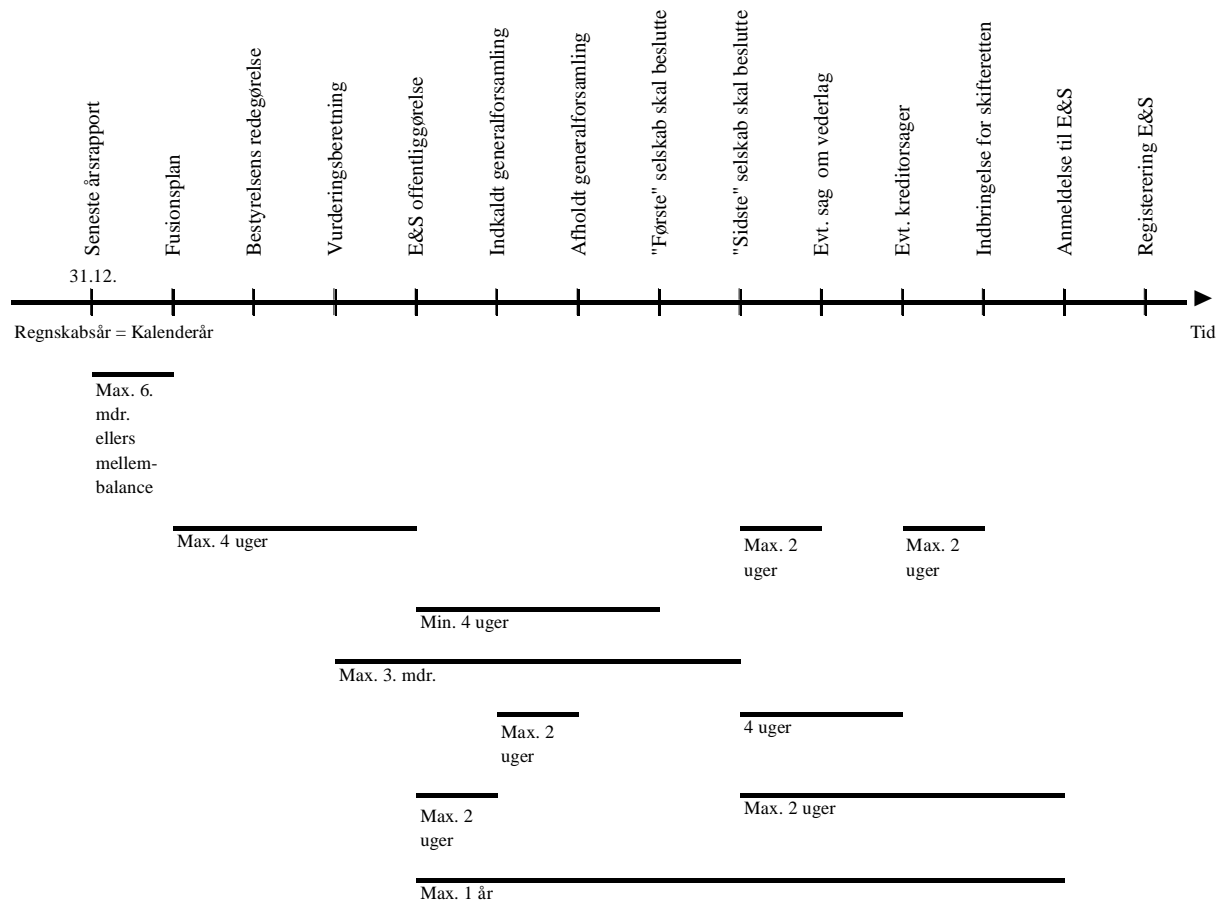 Seneste årsrapport
Fusionsplan
Bestyrelsens redegørelse
Vurderingsberetning
E&S offentliggørelse
Indkaldt generalforsamling
Afholdt generalforsamling
"Første" selskab skal beslutte
"Sidste" selskab skal beslutte
Evt. sag om vederlag
Evt. kreditorsager
Indbringelse for skifteretten
Anmeldelse til E&S
Registerering E&S
31.12.
Regnskabsår = Kalenderår
Tid
Max. 6.
mdr.
ellers
mellem-
balance
Max. 4 uger
Max. 2
uger
Max. 2
uger
Min. 4 uger
Max. 3. mdr.
Max. 2
uger
4 uger
Max. 2
uger
Max. 2 uger
Max. 1 år